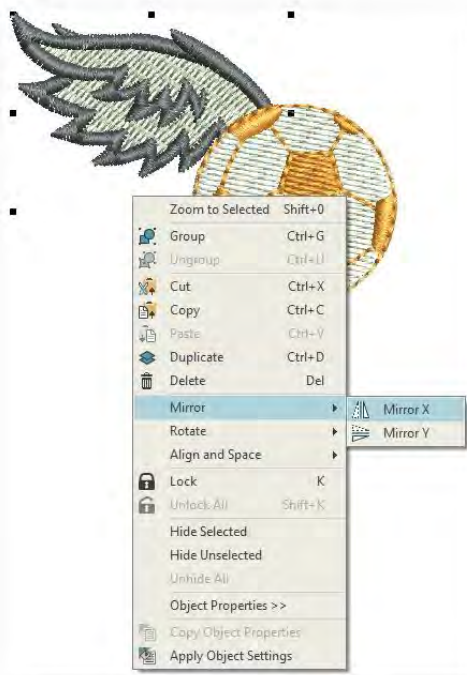 Zoom to Selected Shift+0
Group Ctrl+G
Ungroup Ctrl+U
Cut Ctrl+X
Copy Ctrl+C
Paste Ctrl+V
Duplicate Ctrl+D
Delete Del
Mirror
Mirror X
Rotate
Mirror Y
Align and Space
Lock K
Unlock All Shift+K
Hide Selected
Hide Unselected
Unhide All
Object Properties >>
Copy Object Properties
Apply Object Settings